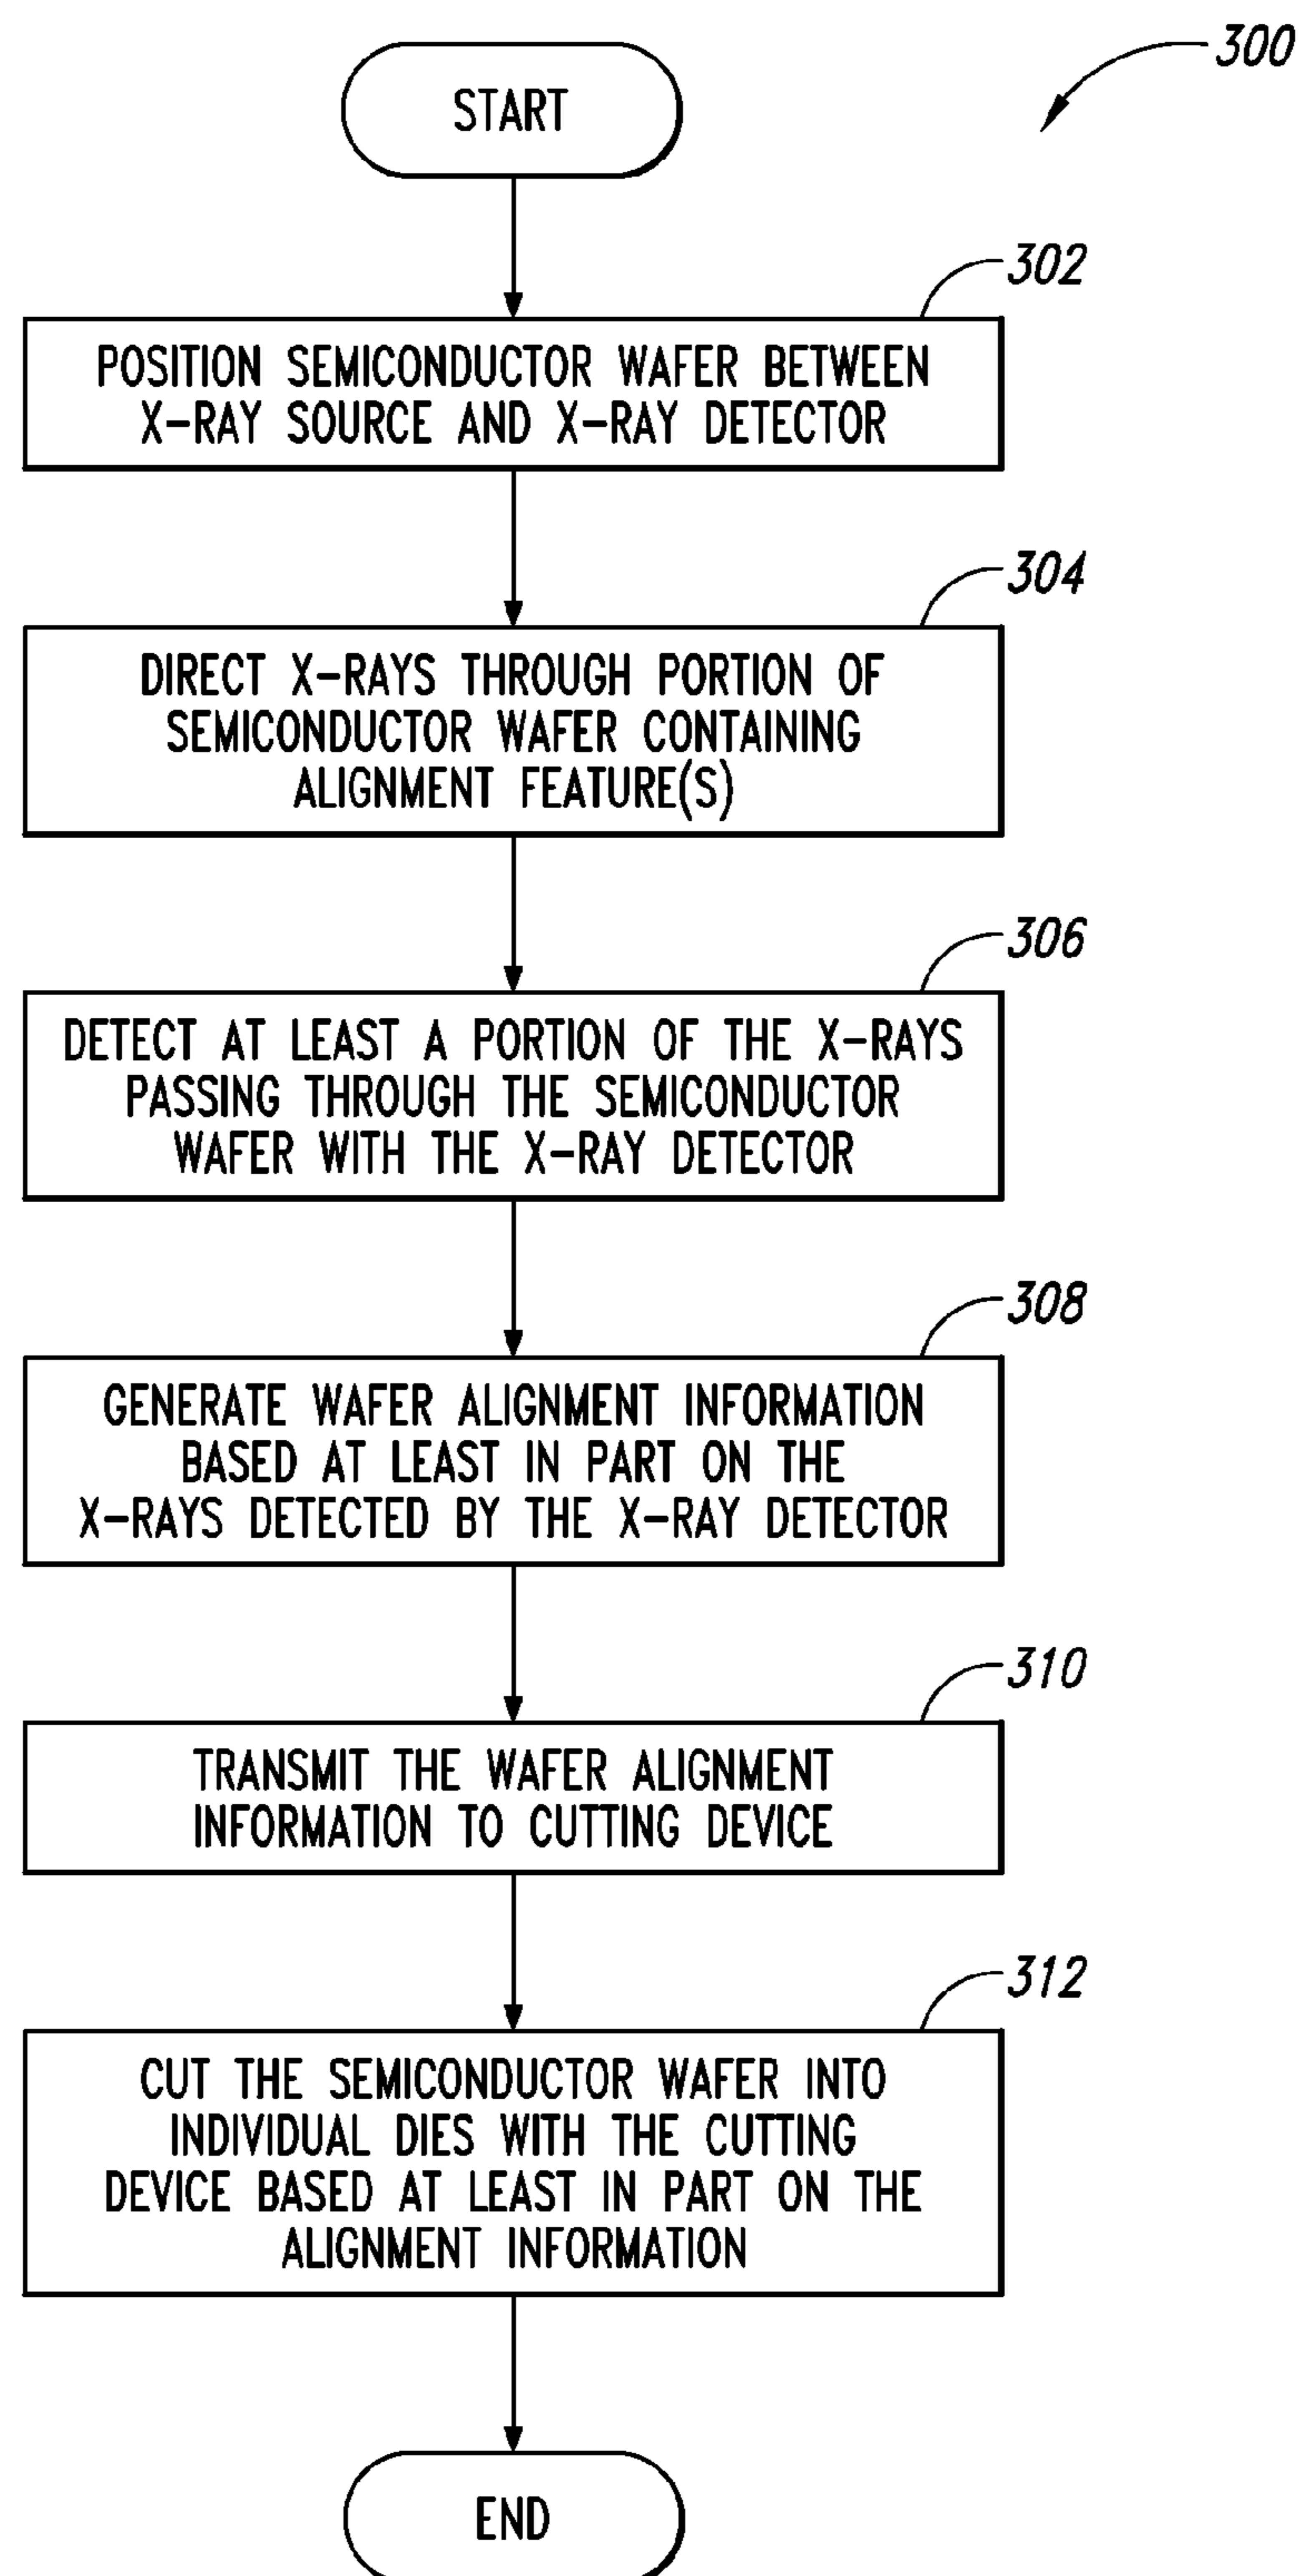 300
START
302
POSITION SEMICONDUCTOR WAFER BETWEEN
X-RAY SOURCE AND X-RAY DETECTOR
304
DIRECT X-RAYS THROUGH PORTION OF
SEMICONDUCTOR WAFER CONTAINING
ALIGNMENT FEATURE(S)
306
DETECT AT LEAST A PORTION OF THE X-RAYS
PASSING THROUGH THE SEMICONDUCTOR
WAFER WITH THE X-RAY DETECTOR
308
GENERATE WAFER ALIGNMENT INFORMATION
BASED AT LEAST IN PART ON THE
X-RAYS DETECTED BY THE X-RAY DETECTOR
310
TRANSMIT THE WAFER ALIGNMENT
INFORMATION TO CUTTING DEVICE
312
CUT THE SEMICONDUCTOR WAFER INTO
INDIVIDUAL DIES WITH THE CUTTING
DEVICE BASED AT LEAST IN PART ON THE
ALIGNMENT INFORMATION
END